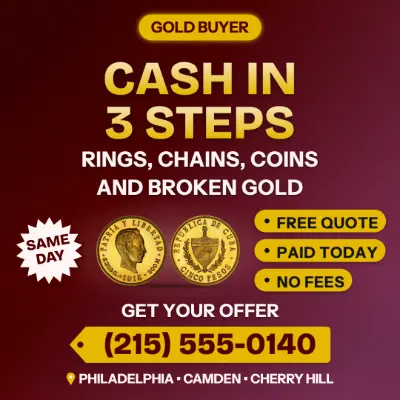 GOLD BUYER
CASH IN
3 STEPS
RINGS, CHAINS, COINS
AND BROKEN GOLD
SAME
DAY
PATRIA Y LIBERTAD
1915
REPUBLICA DE CUBA
CINCO PESOS
• FREE QUOTE
• PAID TODAY
• NO FEES
GET YOUR OFFER
(215) 555-0140
PHILADELPHIA • CAMDEN • CHERRY HILL